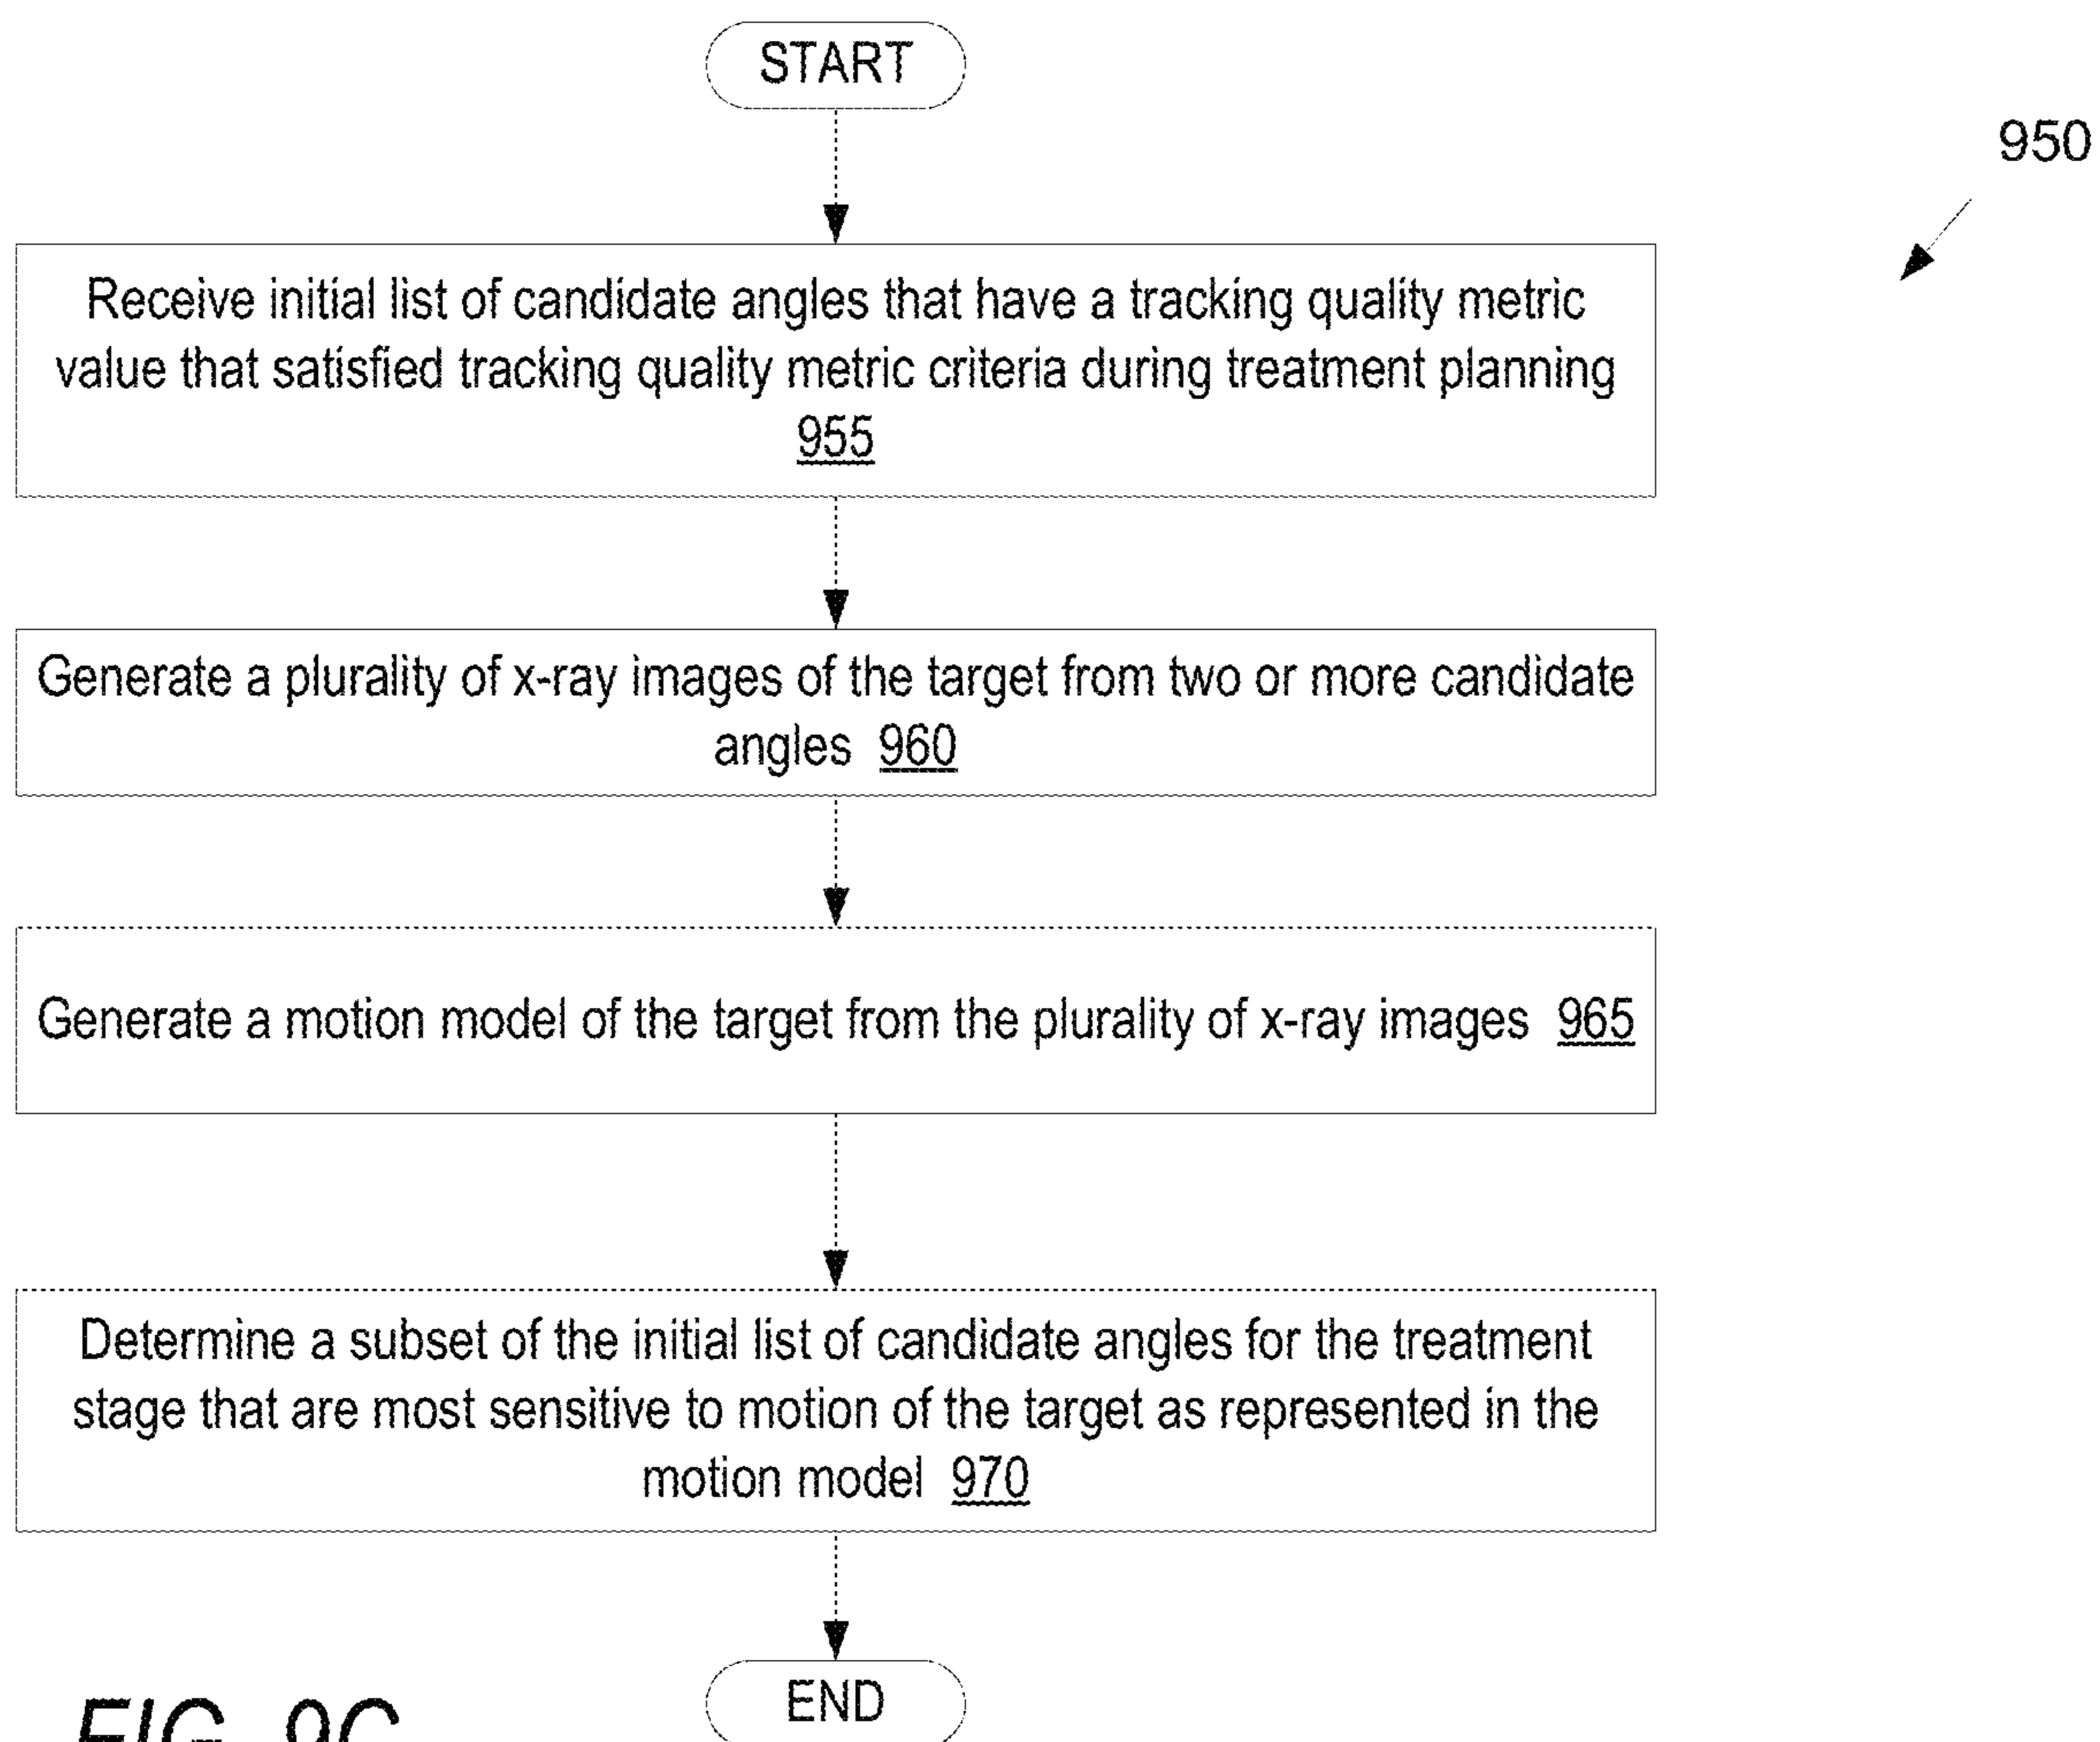 START
950
Receive initial list of candidate angles that have a tracking quality metric
value that satisfied tracking quality metric criteria during treatment planning
955
Generate a plurality of x-ray images of the target from two or more candidate
angles 960
Generate a motion model of the target from the plurality of x-ray images 965
Determine a subset of the initial list of candidate angles for the treatment
stage that are most sensitive to motion of the target as represented in the
motion model 970
END
FIG. 9C